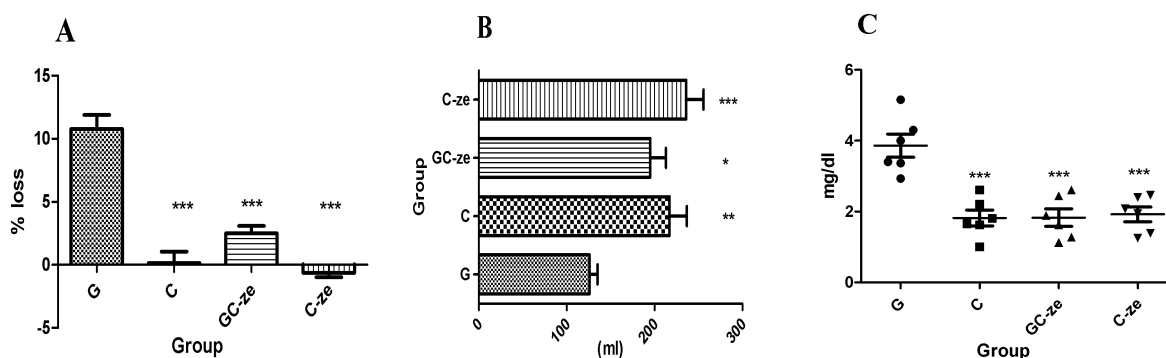 A
% loss
15
10
5
0
-5
***
***
***
G
C
GC-ze
C-ze
Group
B
Group
C-ze
GC-ze
C
G
***
*
**
0
100
200
300
(ml)
C
mg/dl
6
4
2
0
***
***
***
G
C
GC-ze
C-ze
Group